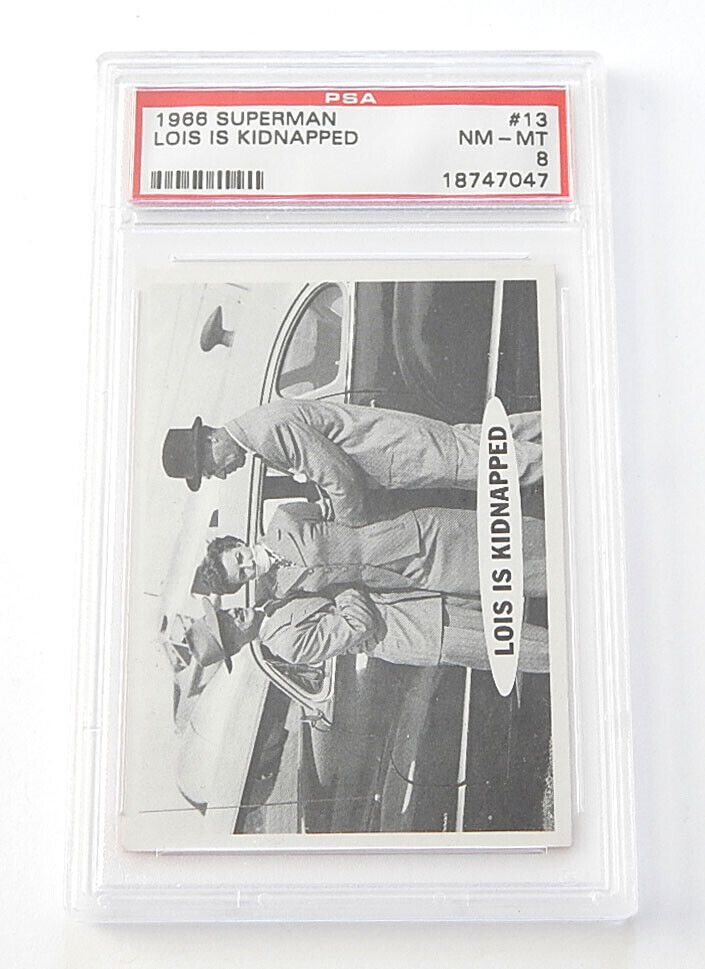 PSA
1966 SUPERMAN #13
LOIS IS KIDNAPPED NM-MT
8
18747047
LOIS IS KIDNAPPED